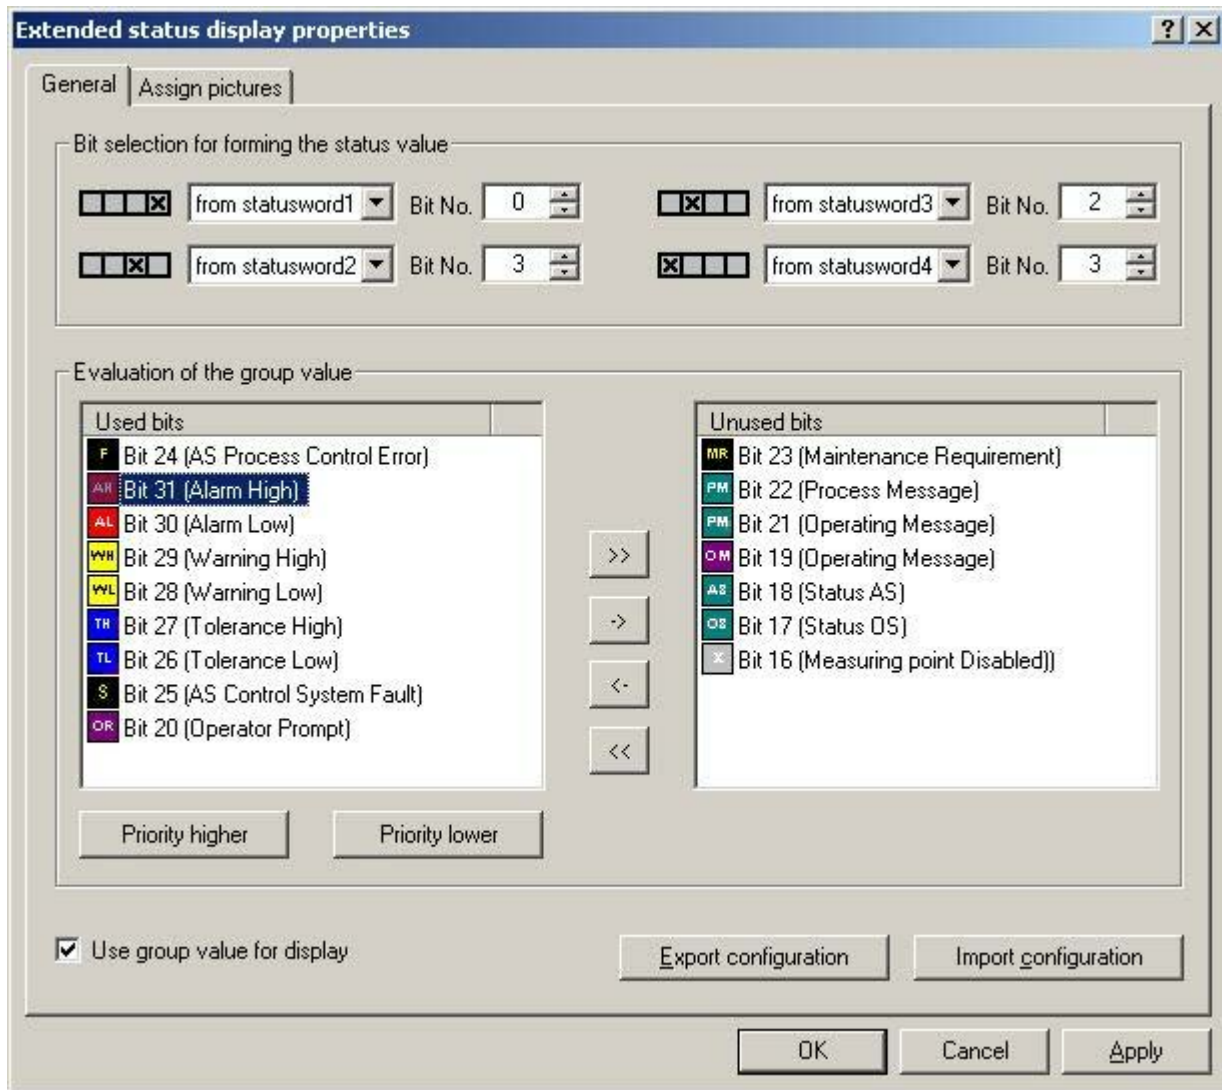 Extended status display properties
General Assign pictures
Bit selection for forming the status value
from statusword1 Bit No. 0 from statusword3 Bit No. 2
from statusword2 Bit No. 3 from statusword4 Bit No. 3
Evaluation of the group value
Used bits
F Bit 24 (AS Process Control Error)
AH Bit 31 (Alarm High)
AL Bit 30 (Alarm Low)
WH Bit 29 (Warning High)
WL Bit 28 (Warning Low)
TH Bit 27 (Tolerance High)
TL Bit 26 (Tolerance Low)
S Bit 25 (AS Control System Fault)
OR Bit 20 (Operator Prompt)
>>
->
<-
<<
Unused bits
MR Bit 23 (Maintenance Requirement)
PM Bit 22 (Process Message)
PM Bit 21 (Operating Message)
OM Bit 19 (Operating Message)
AS Bit 18 (Status AS)
OS Bit 17 (Status OS)
X Bit 16 (Measuring point Disabled))
Priority higher Priority lower
Use group value for display
Export configuration Import configuration
OK Cancel Apply